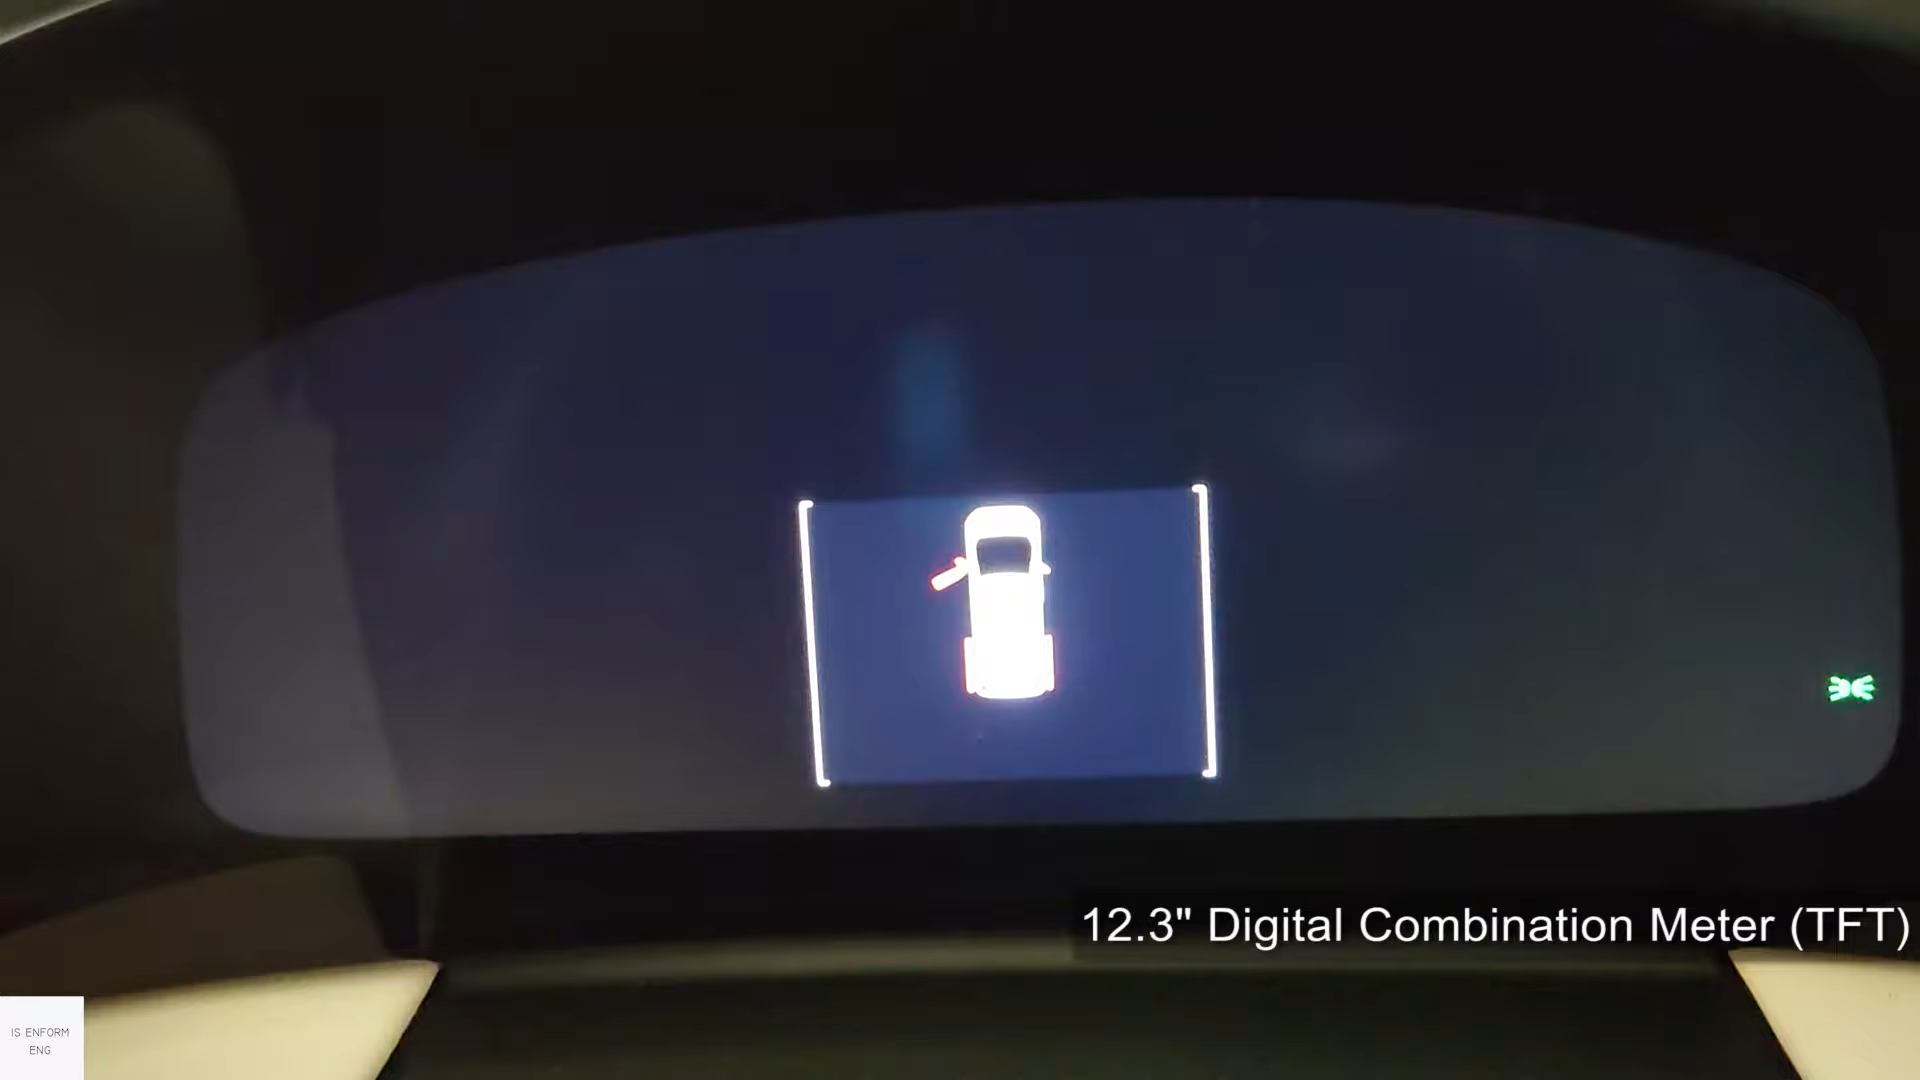 12.3" Digital Combination Meter (TFT)
IS ENFORM
ENG